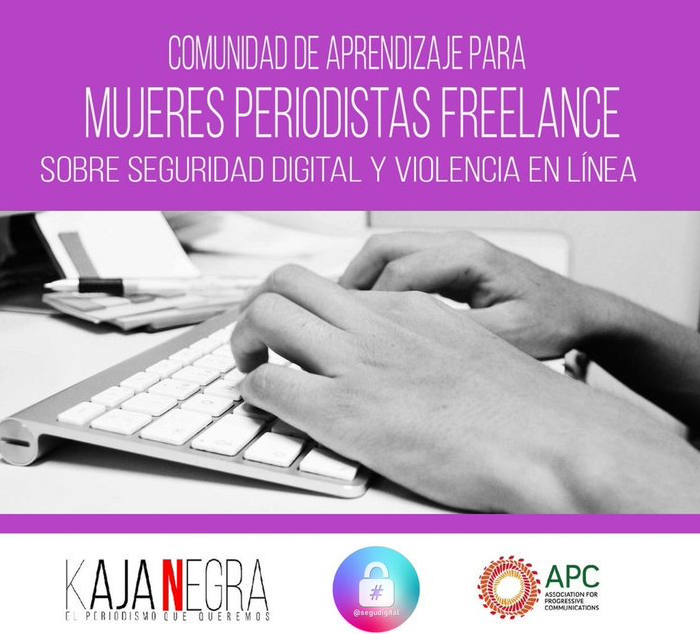 COMUNIDAD DE APRENDIZAJE PARA
MUJERES PERIODISTAS FREELANCE
SOBRE SEGURIDAD DIGITAL Y VIOLENCIA EN LÍNEA
KAJA NEGRA
EL PERIODISMO QUE QUEREMOS
#
@segudigital
APC
ASSOCIATION FOR
PROGRESSIVE
COMMUNICATIONS